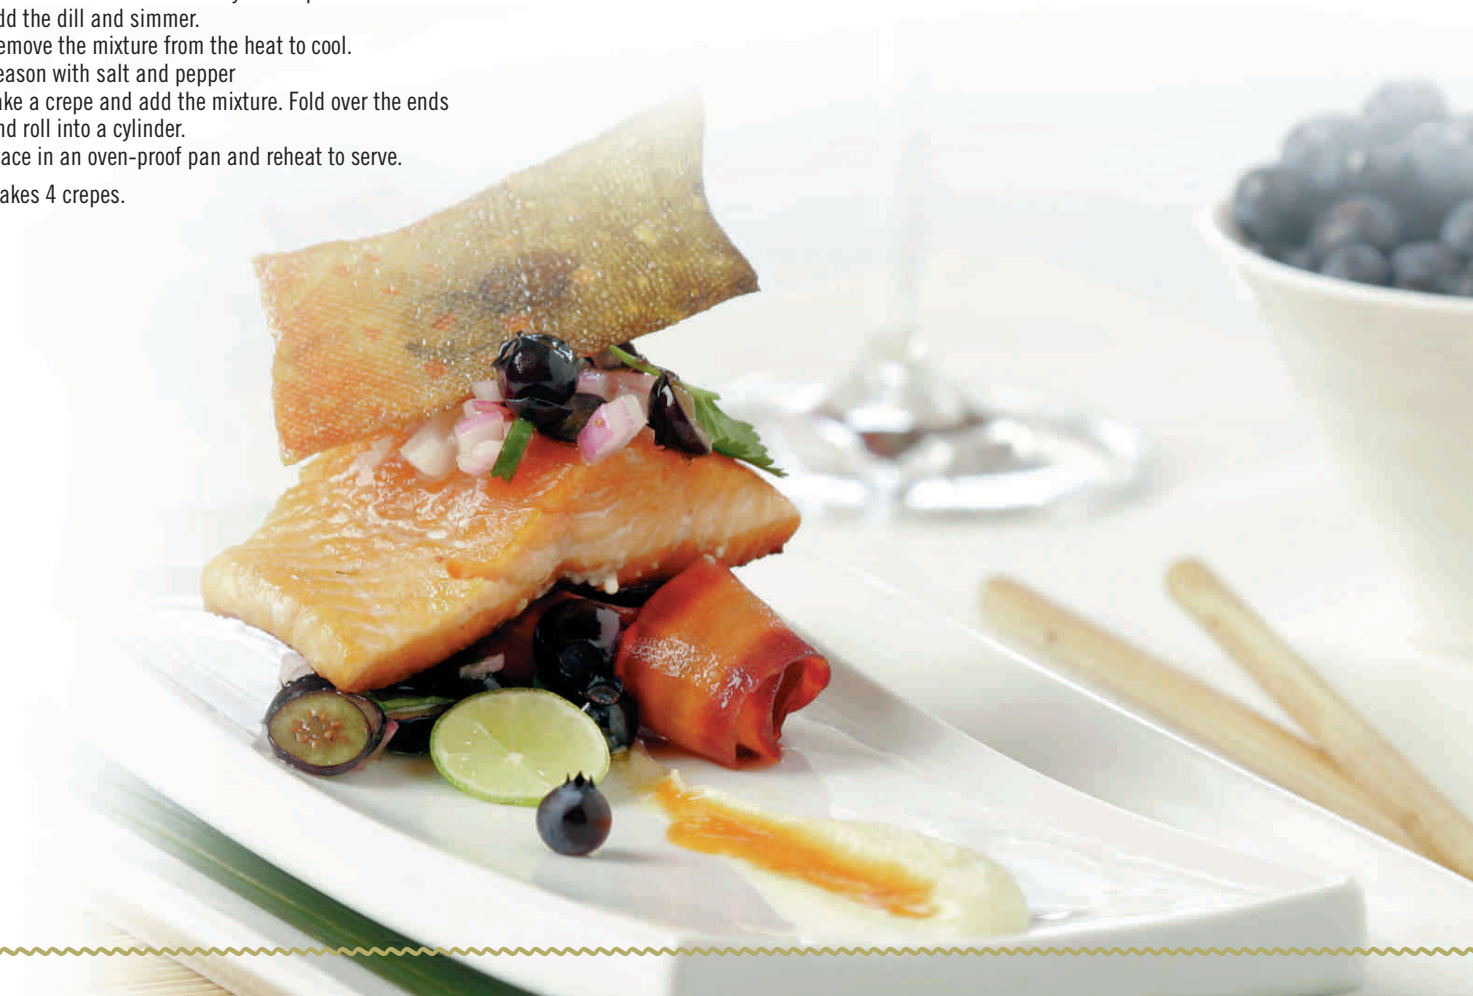 dd the dill and simmer.
emove the mixture from the heat to cool.
eason with salt and pepper
ake a crepe and add the mixture. Fold over the ends
nd roll into a cylinder.
ace in an oven-proof pan and reheat to serve.
akes 4 crepes.